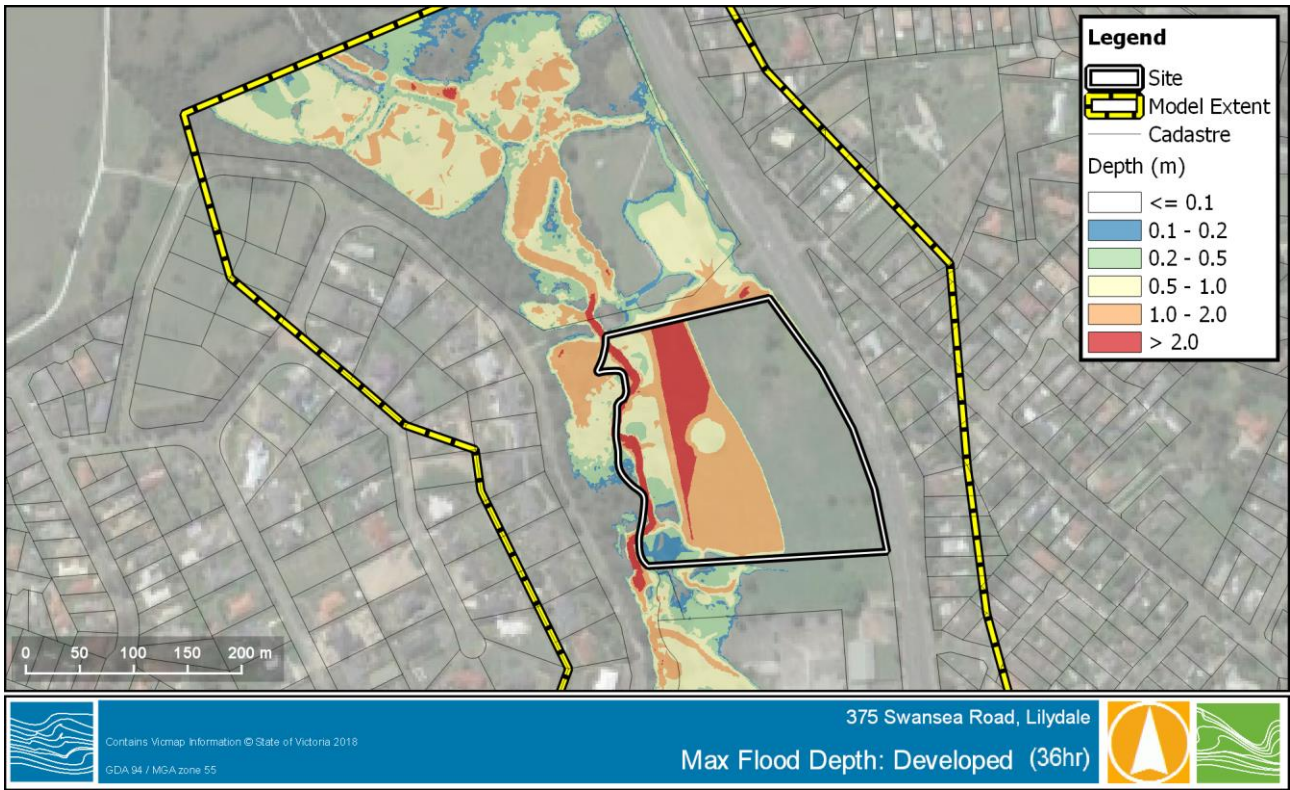 Legend
Site
Model Extent
Cadastre
Depth (m)
<= 0.1
0.1 - 0.2
0.2 - 0.5
0.5 - 1.0
1.0 - 2.0
> 2.0
0 50 100 150 200 m
375 Swansea Road, Lilydale
Contains Vicmap Information © State of Victoria 2018
Max Flood Depth: Developed (36hr)
GDA 94 / MGA zone 55